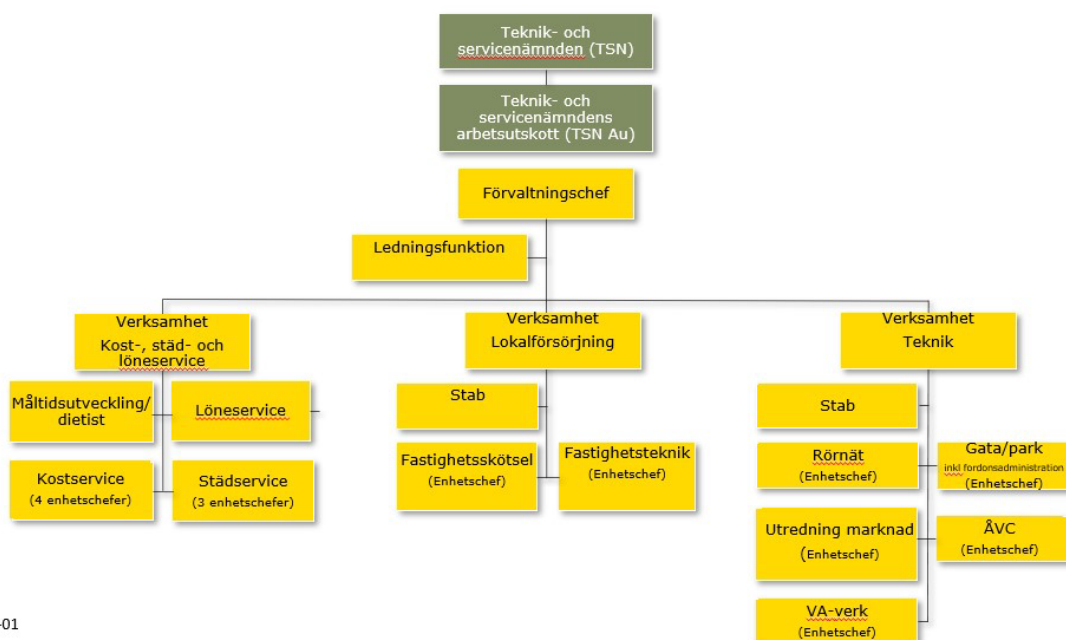 Teknik- och
servicenämnden (TSN)
Teknik- och
servicenämndens
arbetsutskott (TSN Au)
Förvaltningschef
Ledningsfunktion
Verksamhet
Kost-, städ- och
löneservice
Måltidsutveckling/
dietist
Löneservice
Kostservice
(4 enhetschefer)
Städservice
(3 enhetschefer)
Verksamhet
Lokalförsörjning
Stab
Fastighetsskötsel
(Enhetschef)
Fastighetsteknik
(Enhetschef)
Verksamhet
Teknik
Stab
Rörnät
(Enhetschef)
Gata/park
inkl fordonsadministration
(Enhetschef)
Utredning marknad
(Enhetschef)
ÅVC
(Enhetschef)
VA-verk
(Enhetschef)
-01